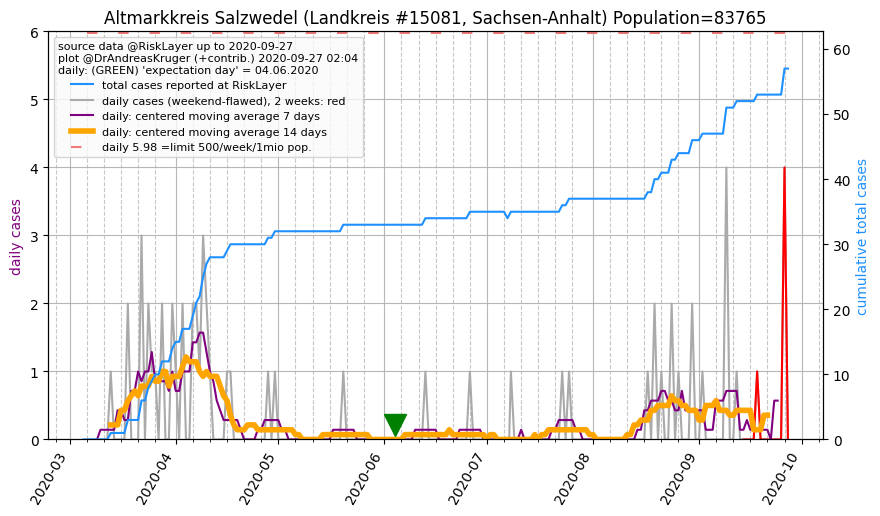 Altmarkkreis Salzwedel (Landkreis #15081, Sachsen-Anhalt) Population=83765
source data @RiskLayer up to 2020-09-27
plot @DrAndreasKruger (+contrib.) 2020-09-27 02:04
daily: (GREEN) 'expectation day' = 04.06.2020
total cases reported at RiskLayer
daily cases (weekend-flawed), 2 weeks: red
daily: centered moving average 7 days
daily: centered moving average 14 days
daily 5.98 =limit 500/week/1mio pop.
daily cases
6
5
4
3
2
1
0
cumulative total cases
60
50
40
30
20
10
0
2020-03
2020-04
2020-05
2020-06
2020-07
2020-08
2020-09
2020-10